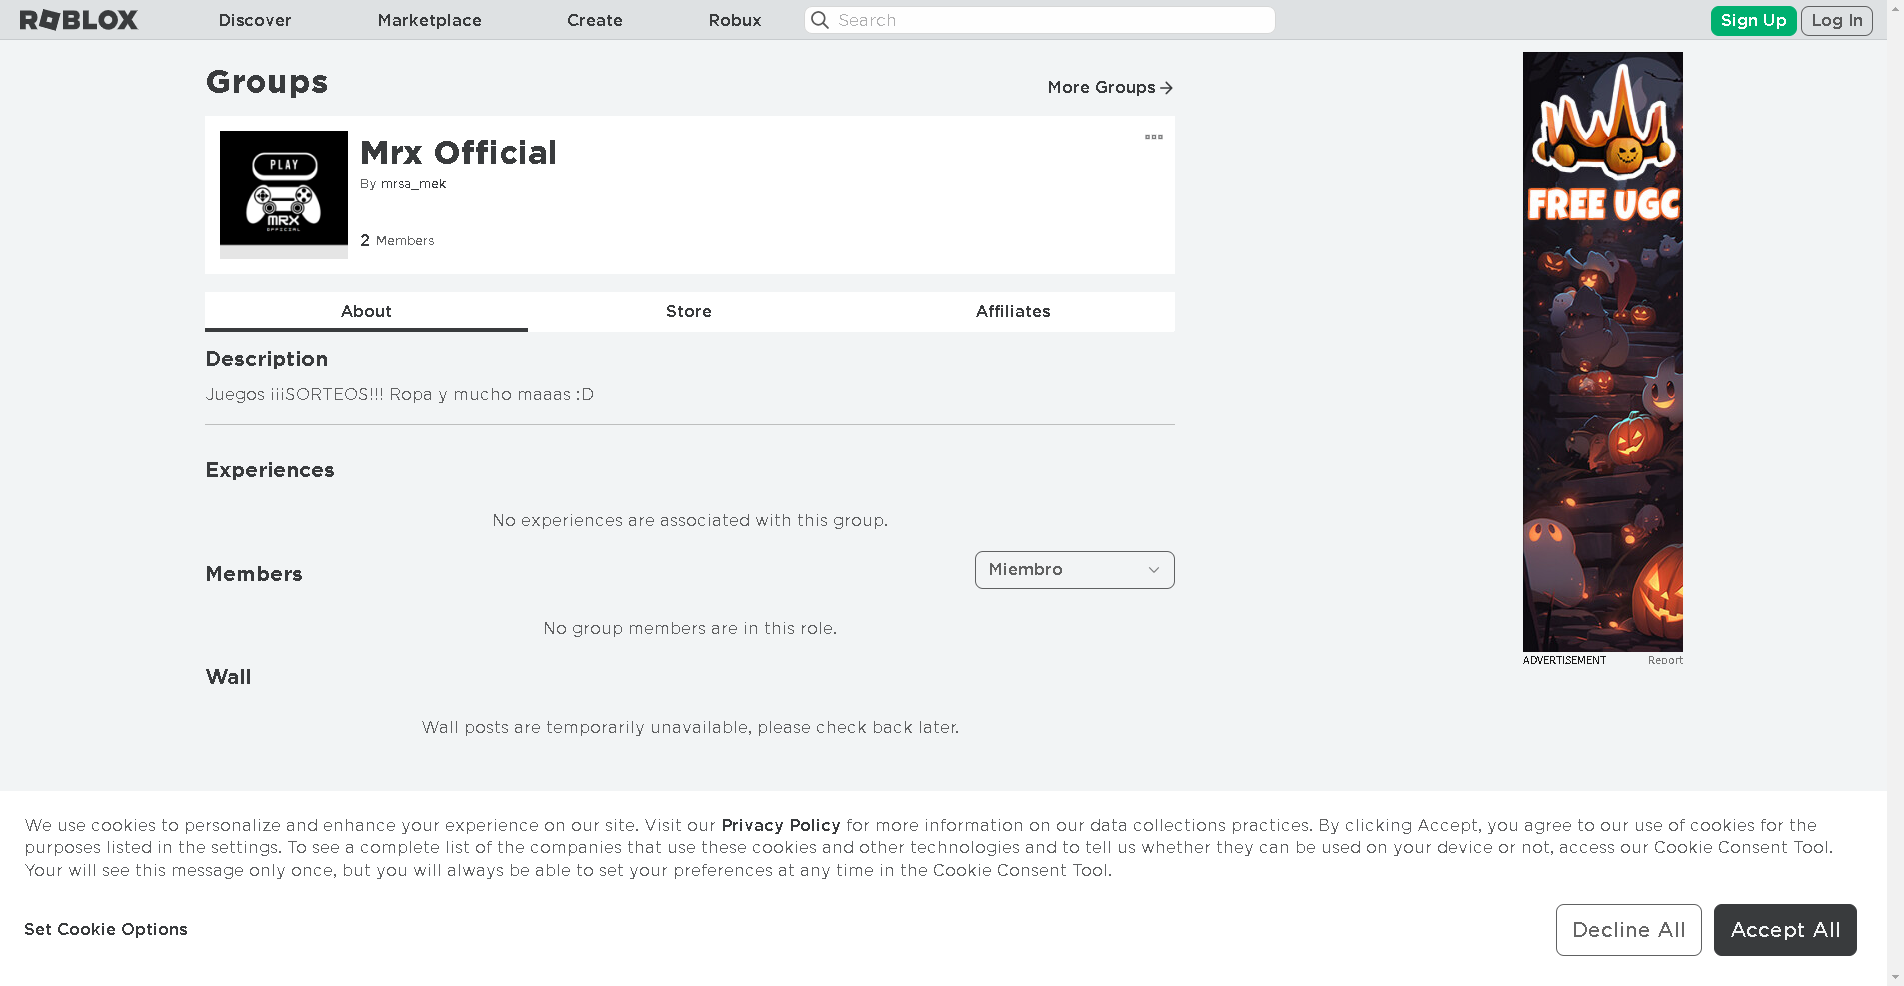 ROBLOX
Discover
Marketplace
Create
Robux
Search
Sign Up
Log In
Groups
More Groups
PLAY
MRX
OFFICIAL
Mrx Official
By mrsa_mek
2 Members
About
Store
Affiliates
Description
Juegos ¡¡¡SORTEOS!!! Ropa y mucho maaas :D
Experiences
No experiences are associated with this group.
Members
Miembro
No group members are in this role.
Wall
Wall posts are temporarily unavailable, please check back later.
FREE UGC
ADVERTISEMENT
Report
We use cookies to personalize and enhance your experience on our site. Visit our Privacy Policy for more information on our data collections practices. By clicking Accept, you agree to our use of cookies for the
purposes listed in the settings. To see a complete list of the companies that use these cookies and other technologies and to tell us whether they can be used on your device or not, access our Cookie Consent Tool.
Your will see this message only once, but you will always be able to set your preferences at any time in the Cookie Consent Tool.
Set Cookie Options
Decline All
Accept All